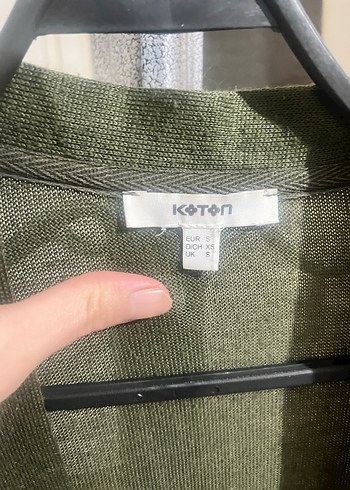 KOTON
EUR S
D/CH XS
UK S